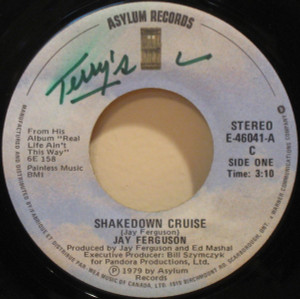 ASYLUM RECORDS
Terry's
From His
Album "Real
Life Ain't
This Way"
6E 158
Painless Music
BMI
STEREO
E-46041-A
C
SIDE ONE
Time: 3:10
SHAKEDOWN CRUISE
(Jay Ferguson)
JAY FERGUSON
Produced by Jay Ferguson and Ed Mashal
Executive Producer: Bill Szymczyk
for Pandora Productions, Ltd.
Ⓟ 1979 by Asylum
Records